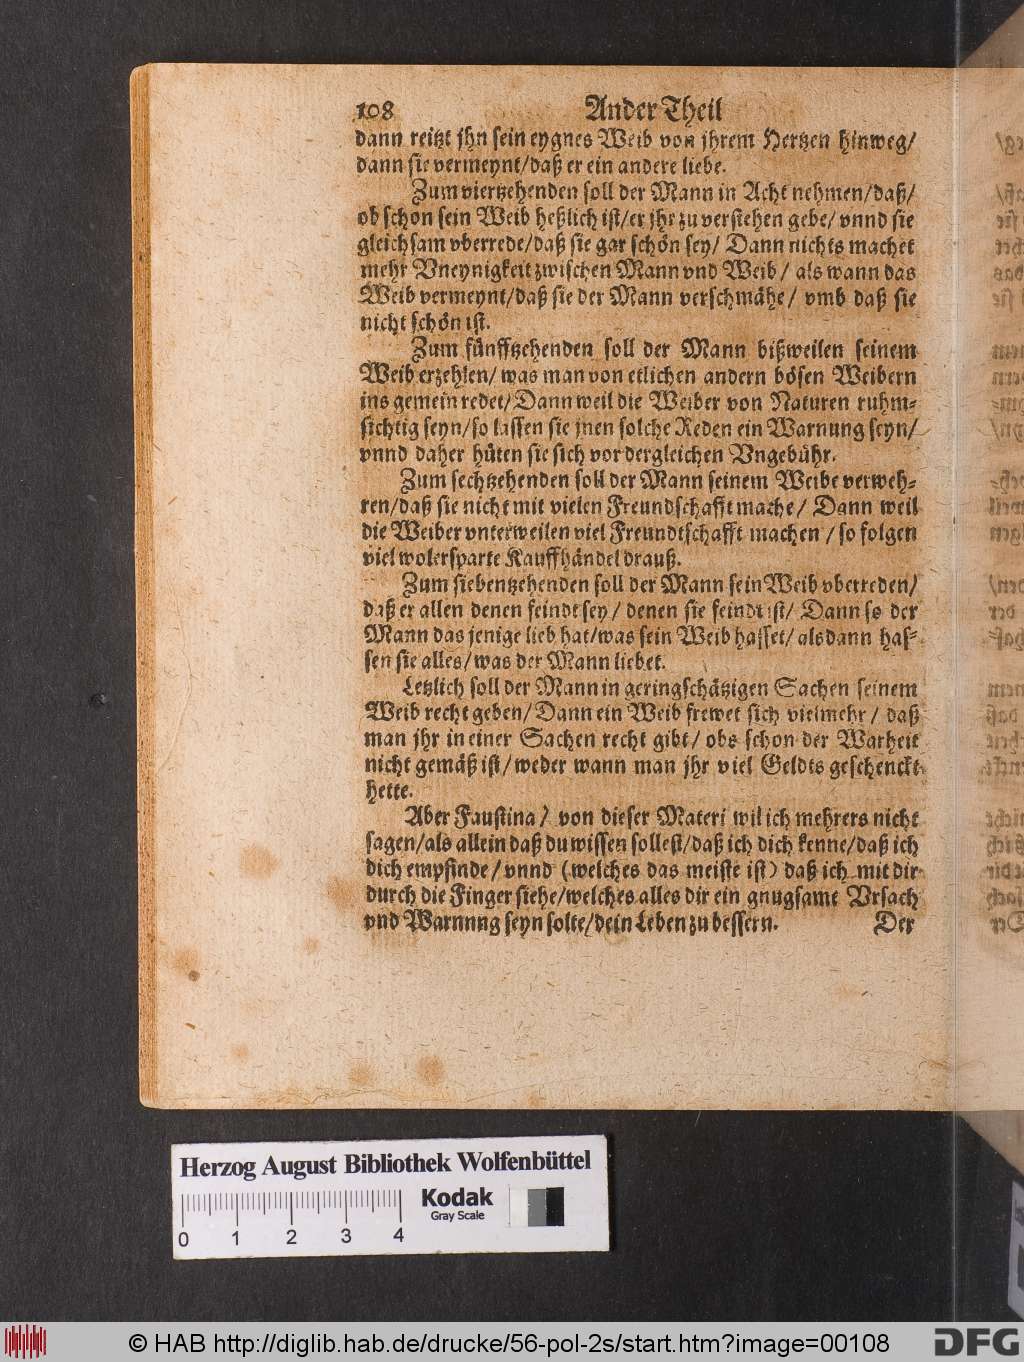 108 Ander Theil
dann reitzt jhn sein eygnes Weib von jhrem Hertzen hinweg/
dann sie vermeynt/daß er ein andere liebe.
Zum viertzehenden soll der Mann in Acht nehmen/daß/
ob schon sein Weib heßlich ist/er jhr zu verstehen gebe/ vnnd sie
gleichsam vberrede/daß sie gar schön sey/ Dann nichts machet
mehr Vneynigkeit zwischen Mann vnd Weib/ als wann das
Weib vermeynt/daß sie der Mann verschmähe/ vmb daß sie
nicht schön ist.
Zum fünfftzehenden soll der Mann bißweilen seinem
Weib erzehlen/ was man von etlichen andern bösen Weibern
ins gemein redet/Dann weil die Weiber von Naturen ruhm-
sichtig seyn/so lassen sie jnen solche Reden ein Warnung seyn/
vnnd daher hüten sie sich vor dergleichen Vngebühr.
Zum sechtzehenden soll der Mann seinem Weibe verweh-
ren/daß sie nicht mit vielen Freundschafft mache/ Dann weil
die Weiber vnterweilen viel Freundtschafft machen/so folgen
viel wolersparte Kauffhändel drauß.
Zum siebentzehenden soll der Mann sein Weib vberreden/
daß er allen denen feindt sey/ denen sie feindt ist/ Dann so der
Mann das jenige lieb hat/was sein Weib hasset/ alsdann has-
sen sie alles/was der Mann liebet.
Letzlich soll der Mann in geringschätzigen Sachen seinem
Weib recht geben/Dann ein Weib frewet sich vielmehr/ daß
man jhr in einer Sachen recht gibt/ obs schon der Warheit
nicht gemäß ist/weder wann man jhr viel Geldts geschenckt
hette.
Aber Faustina/ von dieser Materi wil ich mehrers nicht
sagen/als allein daß du wissen sollest/daß ich dich kenne/daß ich
dich empfinde/ vnnd (welches das meiste ist) daß ich mit dir
durch die Finger siehe/welches alles dir ein gnugsame Vrsach
vnd Warnung seyn solte/dein Leben zu bessern. Der
Herzog August Bibliothek Wolfenbüttel
Kodak
Gray Scale
0 1 2 3 4
© HAB http://diglib.hab.de/drucke/56-pol-2s/start.htm?image=00108 DFG